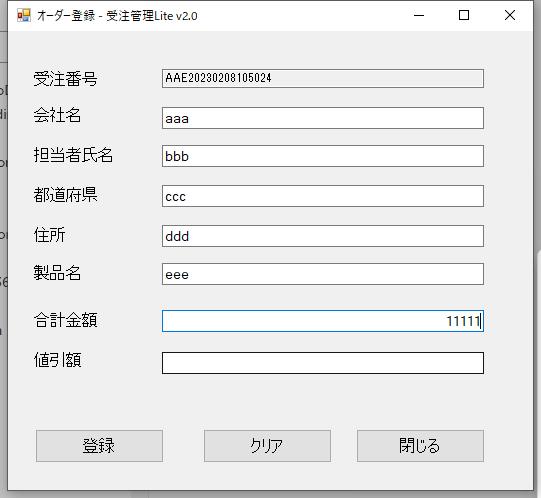 オーダー登録 - 受注管理Lite v2.0
受注番号 AAE20230208105024
会社名 aaa
担当者氏名 bbb
都道府県 ccc
住所 ddd
製品名 eee
合計金額 11111
値引額
登録 クリア 閉じる